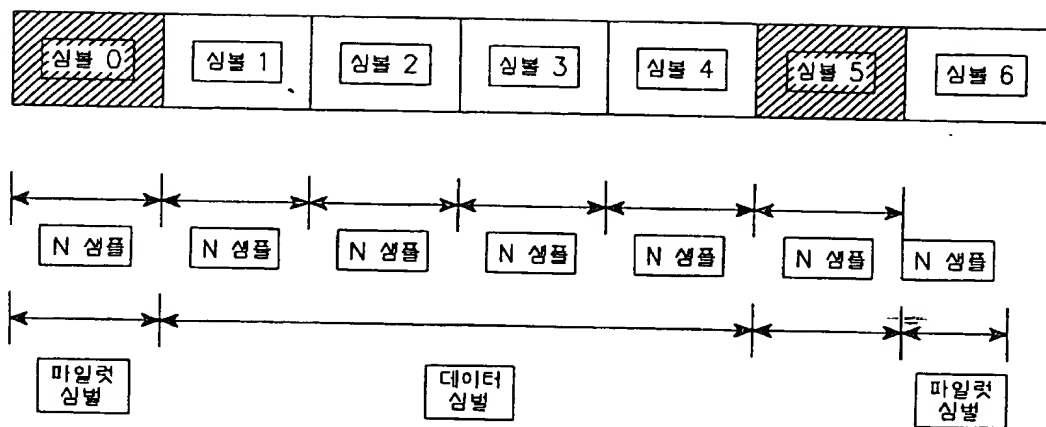 심볼 0
심볼 1
심볼 2
심볼 3
심볼 4
심볼 5
심볼 6
N 샘플
N 샘플
N 샘플
N 샘플
N 샘플
N 샘플
N 샘플
파일럿
심벌
데이터
심벌
파일럿
심벌